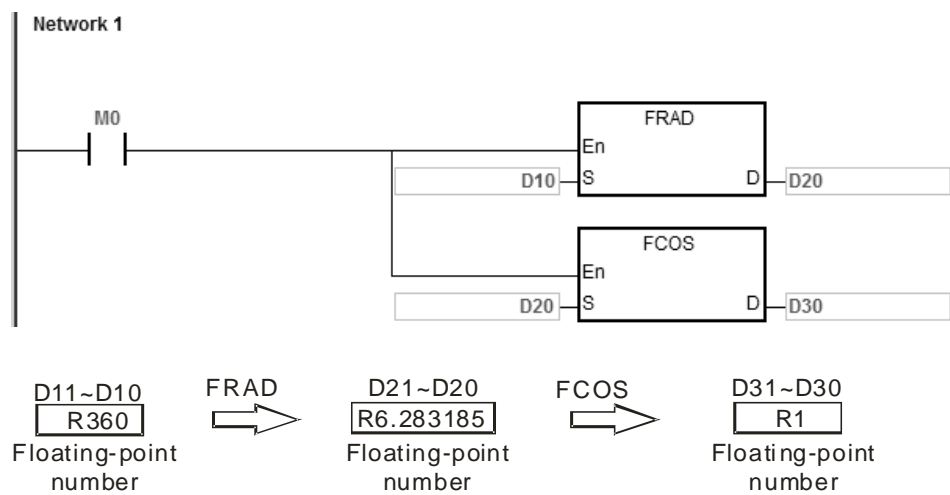 Network 1
M0
FRAD
En
D10 S D D20
FCOS
En
D20 S D D30
D11~D10 FRAD D21~D20 FCOS D31~D30
R360 R6.283185 R1
Floating-point Floating-point Floating-point
number number number